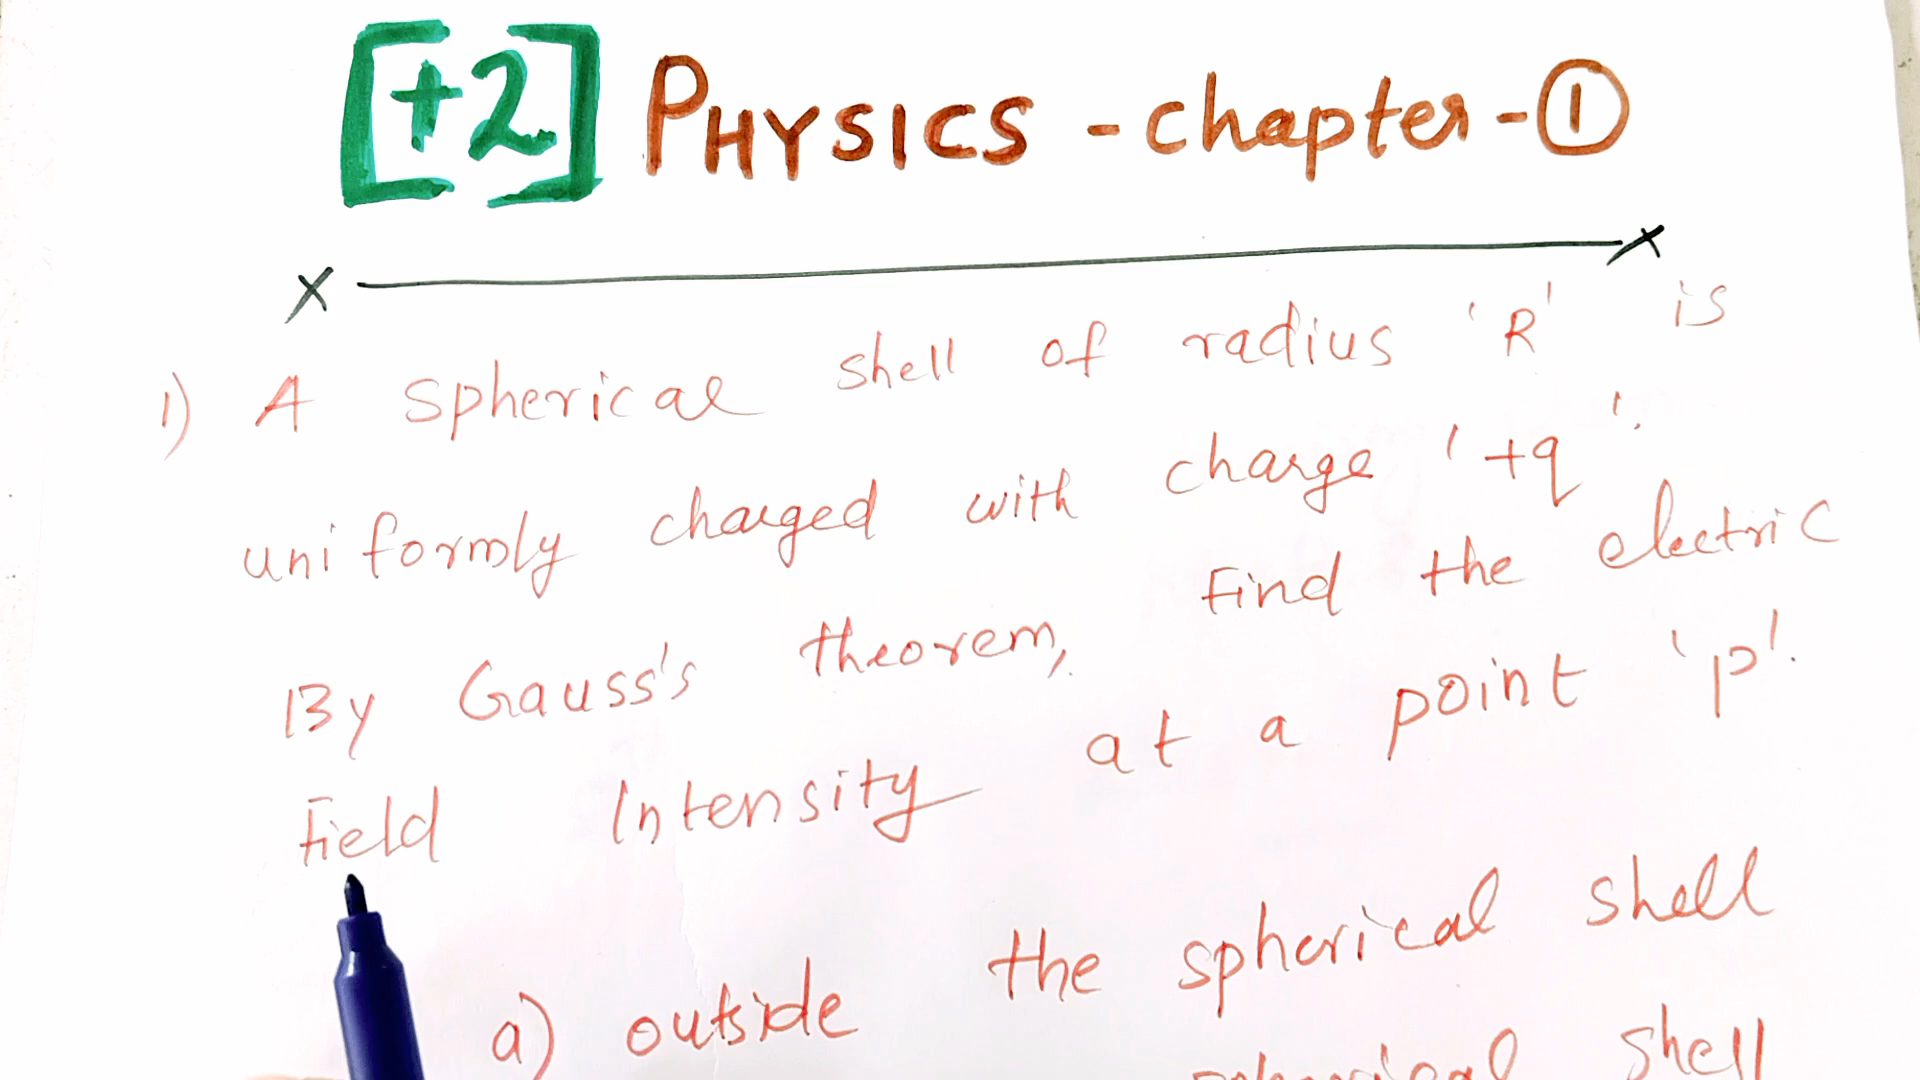 [+2] PHYSICS - chapter - ①
1) A spherical shell of radius 'R' is
uniformly charged with charge '+q'.
By Gauss's theorem, Find the electric
Field Intensity at a point 'p'.
a) outside the spherical shell
spherical shell